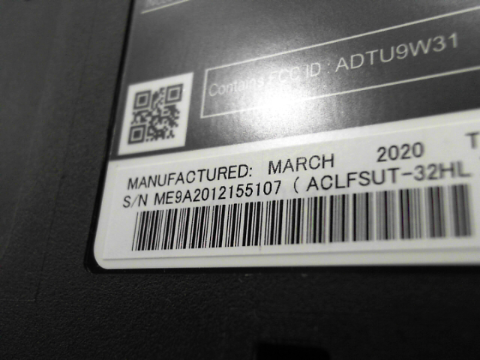 Contains FCC ID : ADTU9W31
MANUFACTURED: MARCH 2020
S/N ME9A2012155107 ( ACLFSUT-32HL